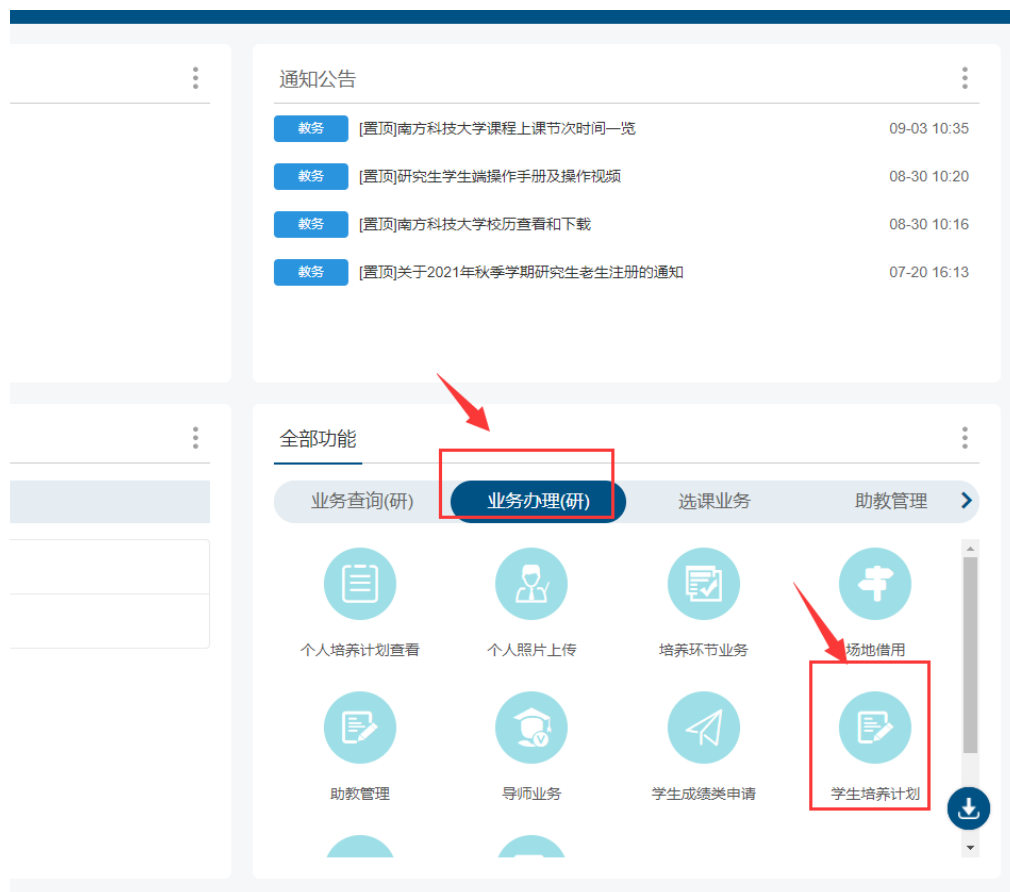 通知公告
教务 [置顶]南方科技大学课程上课节次时间一览 09-03 10:35
教务 [置顶]研究生学生端操作手册及操作视频 08-30 10:20
教务 [置顶]南方科技大学校历查看和下载 08-30 10:16
教务 [置顶]关于2021年秋季学期研究生老生注册的通知 07-20 16:13
全部功能
业务查询(研) 业务办理(研) 选课业务 助教管理
个人培养计划查看 个人照片上传 培养环节业务 场地借用
助教管理 导师业务 学生成绩类申请 学生培养计划